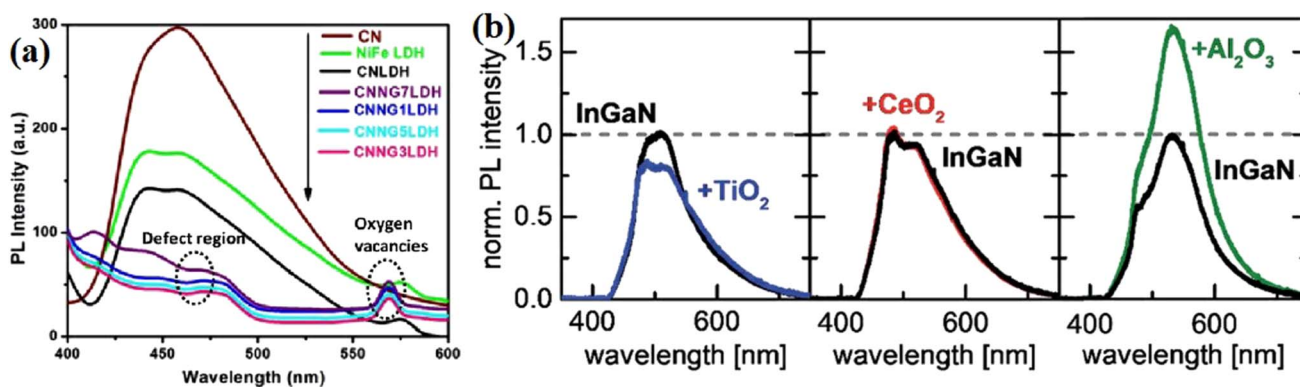 (a)
300
200
100
0
PL Intensity (a.u.)
CN
NiFe LDH
CNLDH
CNNG7LDH
CNNG1LDH
CNNG5LDH
CNNG3LDH
Defect region
Oxygen
vacancies
400
450
500
550
600
Wavelength (nm)
(b)
norm. PL intensity
1.5
1.0
0.5
0.0
InGaN
+TiO2
400
600
wavelength [nm]
+CeO2
InGaN
400
600
wavelength [nm]
+Al2O3
InGaN
400
600
wavelength [nm]